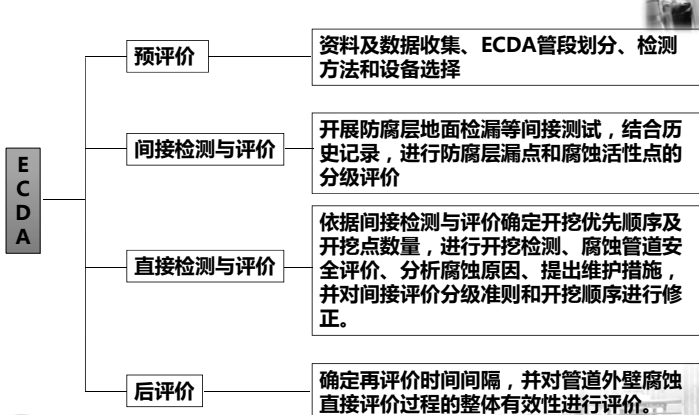 ECDA
预评价
资料及数据收集、ECDA管段划分、检测
方法和设备选择
间接检测与评价
开展防腐层地面检漏等间接测试，结合历
史记录，进行防腐层漏点和腐蚀活性点的
分级评价
直接检测与评价
依据间接检测与评价确定开挖优先顺序及
开挖点数量，进行开挖检测、腐蚀管道安
全评价、分析腐蚀原因、提出维护措施，
并对间接评价分级准则和开挖顺序进行修
正。
后评价
确定再评价时间间隔，并对管道外壁腐蚀
直接评价过程的整体有效性进行评价。